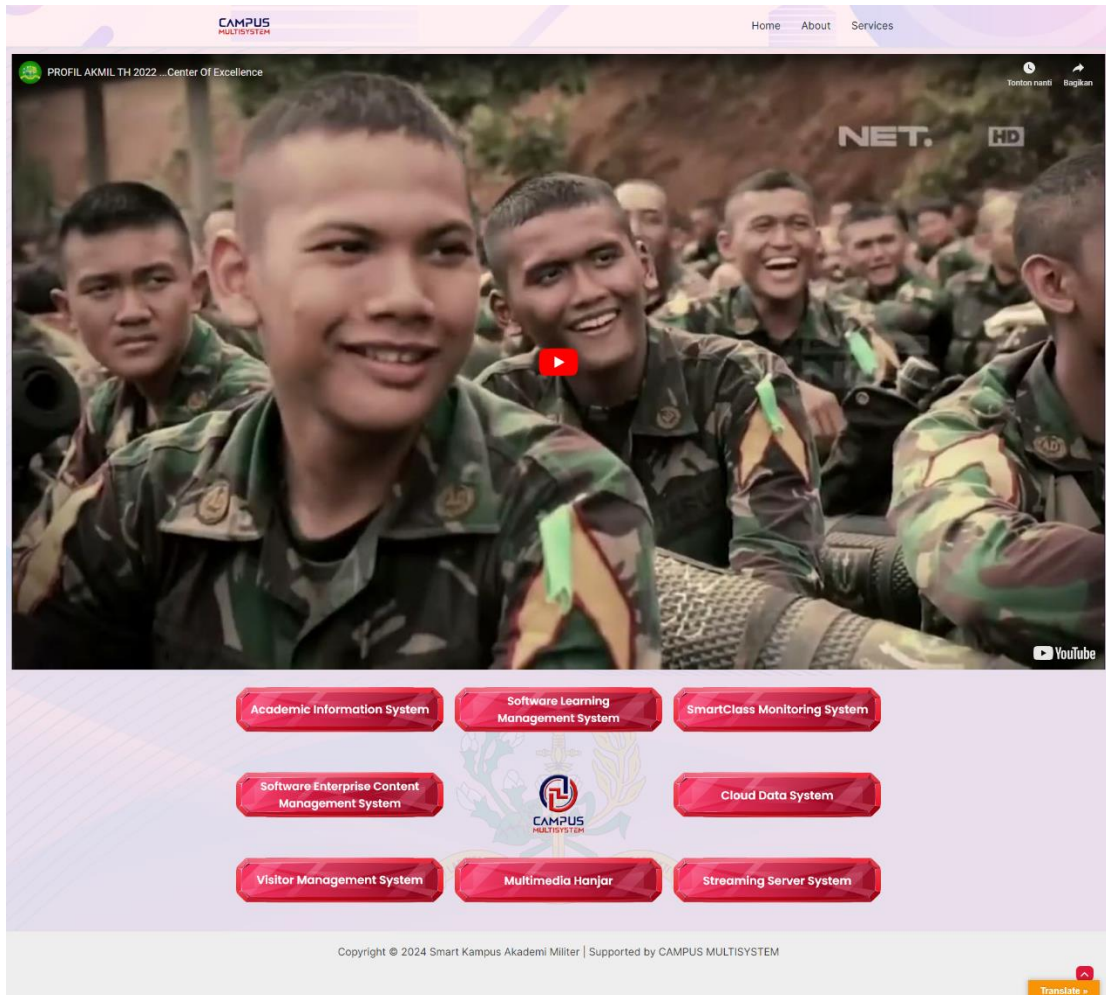 CAMPUS
MULTISYSTEM
Home About Services
PROFIL AKMIL TH 2022 ...Center Of Excellence
Tonton nanti Bagikan
NET. HD
YouTube
Academic Information System
Software Learning
Management System
SmartClass Monitoring System
Software Enterprise Content
Management System
CAMPUS
MULTISYSTEM
Cloud Data System
Visitor Management System
Multimedia Hanjar
Streaming Server System
Copyright © 2024 Smart Kampus Akademi Militer | Supported by CAMPUS MULTISYSTEM
Translate »